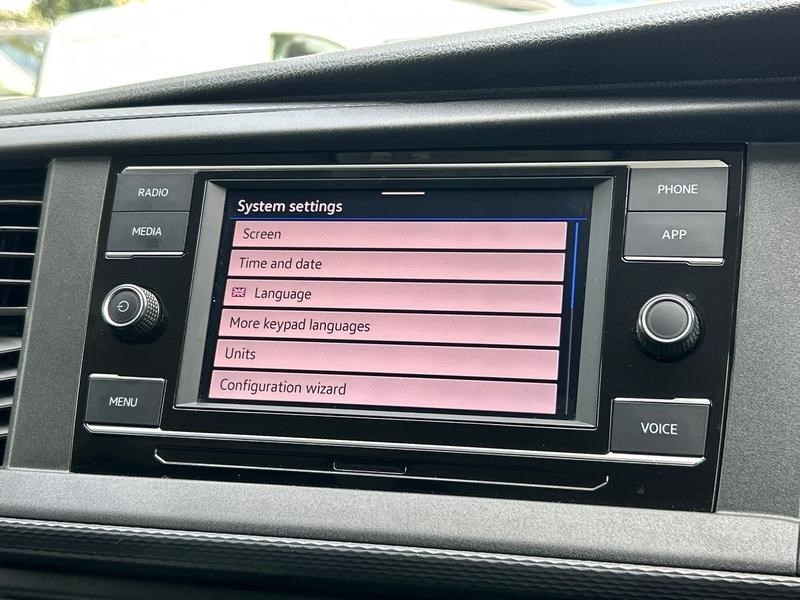 RADIO
MEDIA
MENU
System settings
Screen
Time and date
Language
More keypad languages
Units
Configuration wizard
PHONE
APP
VOICE